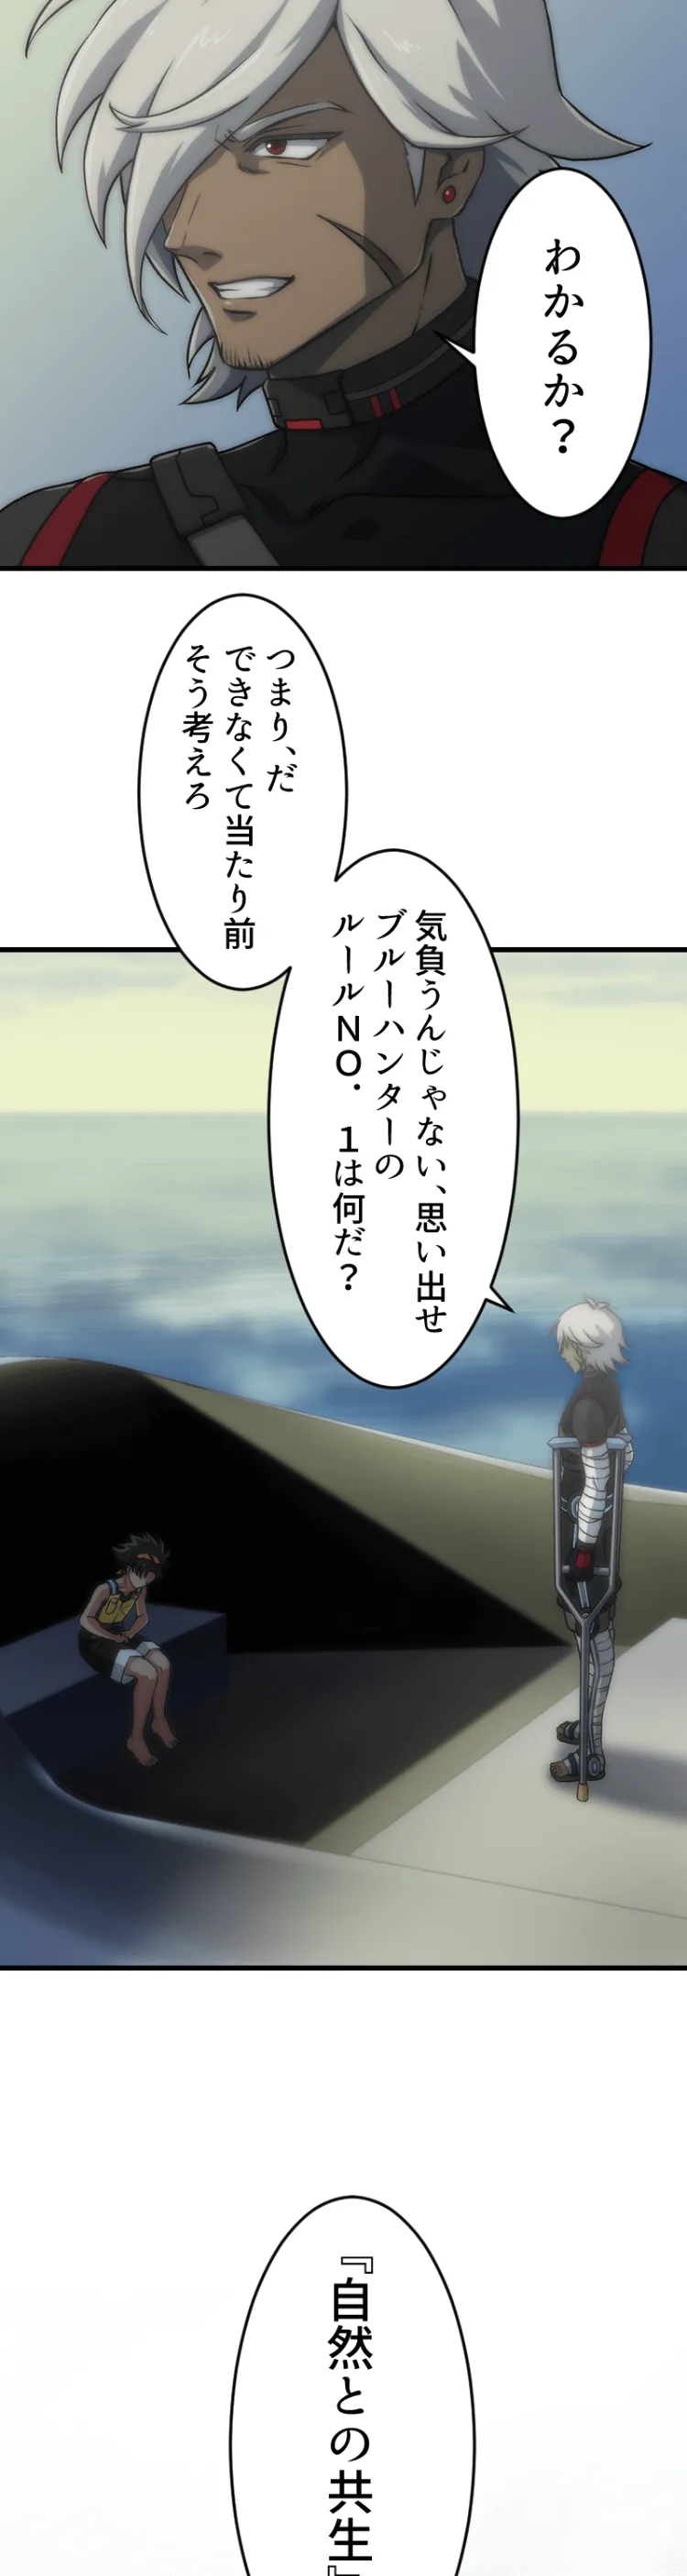 わかるか？
つまり、だ
できなくて当たり前
そう考えろ
気負うんじゃない、思い出せ
ブルーハンターの
ルールＮＯ．１は何だ？
『自然との共生』